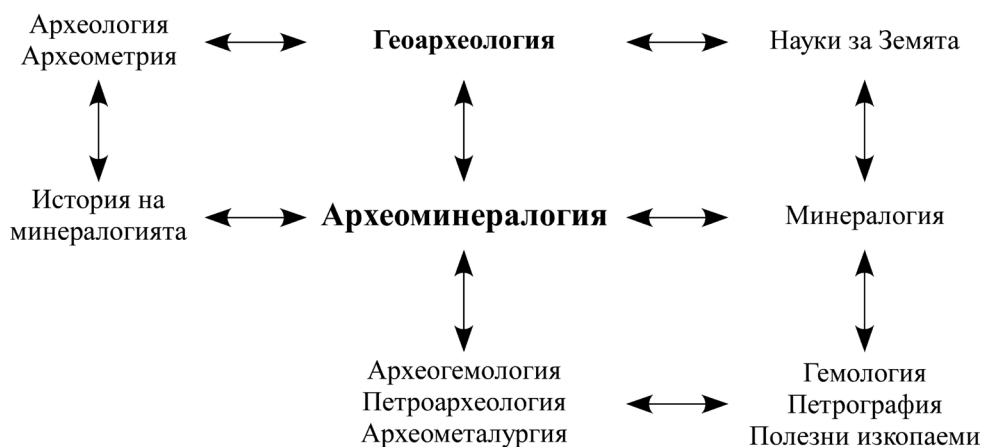 Археология
Археометрия
Геоархеология
Науки за Земята
История на
минералогията
Археоминералогия
Минералогия
Археогемология
Петроархеология
Археометалургия
Гемология
Петрография
Полезни изкопаеми